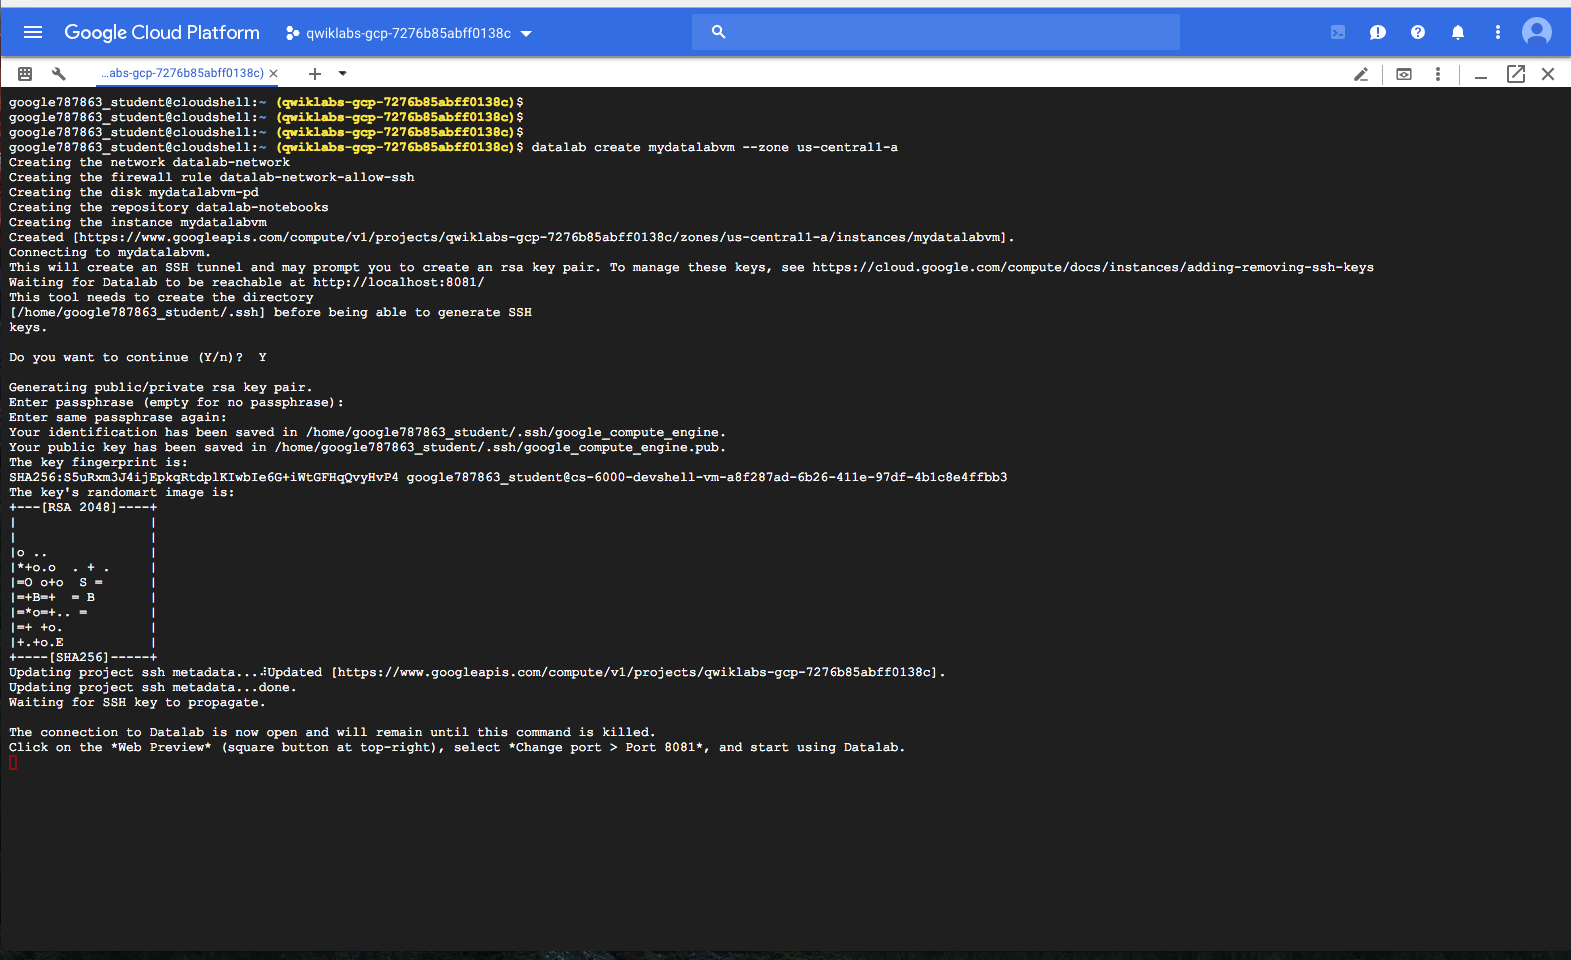 Google Cloud Platform
qwiklabs-gcp-7276b85abff0138c
...abs-gcp-7276b85abff0138c)
google787863_student@cloudshell:~ (qwiklabs-gcp-7276b85abff0138c)$
google787863_student@cloudshell:~ (qwiklabs-gcp-7276b85abff0138c)$
google787863_student@cloudshell:~ (qwiklabs-gcp-7276b85abff0138c)$
google787863_student@cloudshell:~ (qwiklabs-gcp-7276b85abff0138c)$ datalab create mydatalabvm --zone us-central1-a
Creating the network datalab-network
Creating the firewall rule datalab-network-allow-ssh
Creating the disk mydatalabvm-pd
Creating the repository datalab-notebooks
Creating the instance mydatalabvm
Created [https://www.googleapis.com/compute/v1/projects/qwiklabs-gcp-7276b85abff0138c/zones/us-central1-a/instances/mydatalabvm].
Connecting to mydatalabvm.
This will create an SSH tunnel and may prompt you to create an rsa key pair. To manage these keys, see https://cloud.google.com/compute/docs/instances/adding-removing-ssh-keys
Waiting for Datalab to be reachable at http://localhost:8081/
This tool needs to create the directory
[/home/google787863_student/.ssh] before being able to generate SSH
keys.
Do you want to continue (Y/n)?  Y
Generating public/private rsa key pair.
Enter passphrase (empty for no passphrase):
Enter same passphrase again:
Your identification has been saved in /home/google787863_student/.ssh/google_compute_engine.
Your public key has been saved in /home/google787863_student/.ssh/google_compute_engine.pub.
The key fingerprint is:
SHA256:S5uRxm3J4ijEpkqRtdplKIwbIe6G+iWtGFHqQvyHvP4 google787863_student@cs-6000-devshell-vm-a8f287ad-6b26-411e-97df-4b1c8e4ffbb3
The key's randomart image is:
+---[RSA 2048]----+
|                 |
|                 |
|o ..             |
|*+o.o  . + .     |
|=O o+o  S =      |
|=+B=+  = B       |
|=*o=+.. =        |
|=+ +o.           |
|+.+o.E           |
+----[SHA256]-----+
Updating project ssh metadata...⠼Updated [https://www.googleapis.com/compute/v1/projects/qwiklabs-gcp-7276b85abff0138c].
Updating project ssh metadata...done.
Waiting for SSH key to propagate.
The connection to Datalab is now open and will remain until this command is killed.
Click on the *Web Preview* (square button at top-right), select *Change port > Port 8081*, and start using Datalab.